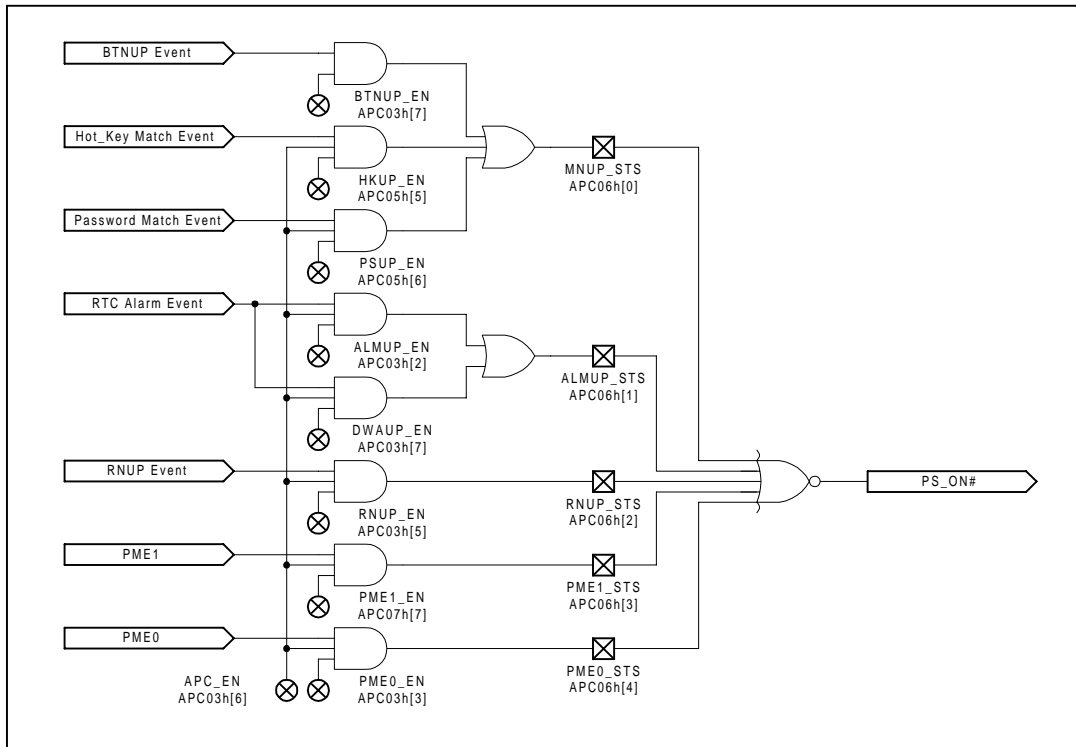 BTNUP Event
BTNUP_EN
APC03h[7]
Hot_Key Match Event
HKUP_EN
APC05h[5]
MNUP_STS
APC06h[0]
Password Match Event
PSUP_EN
APC05h[6]
RTC Alarm Event
ALMUP_EN
APC03h[2]
ALMUP_STS
APC06h[1]
DWAUP_EN
APC03h[7]
RNUP Event
RNUP_EN
APC03h[5]
RNUP_STS
APC06h[2]
PS_ON#
PME1
PME1_EN
APC07h[7]
PME1_STS
APC06h[3]
PME0
APC_EN
APC03h[6]
PME0_EN
APC03h[3]
PME0_STS
APC06h[4]